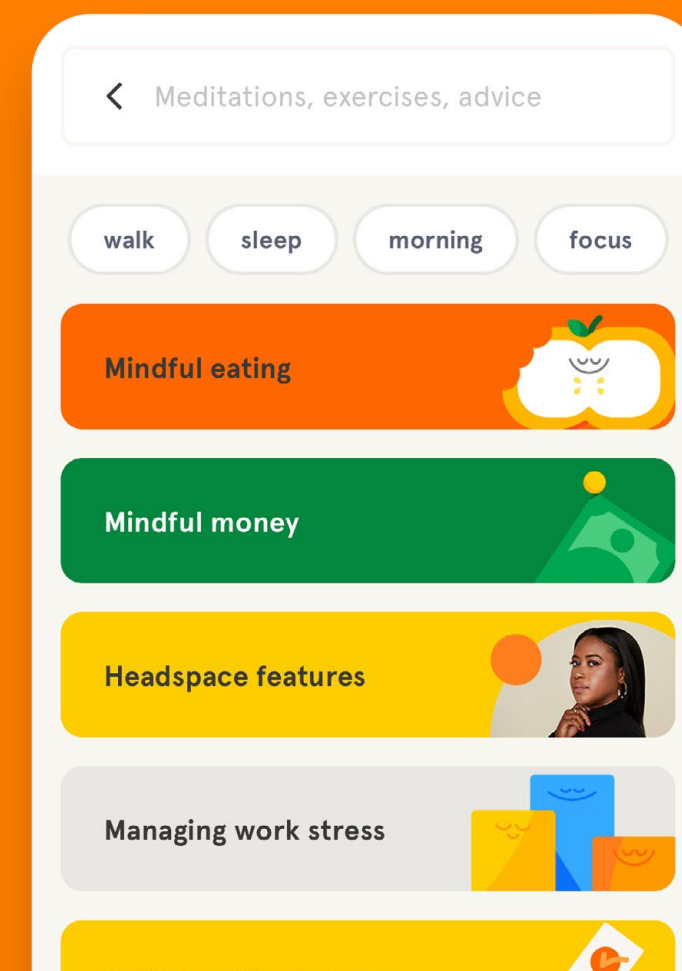 Meditations, exercises, advice
walk sleep morning focus
Mindful eating
Mindful money
Headspace features
Managing work stress